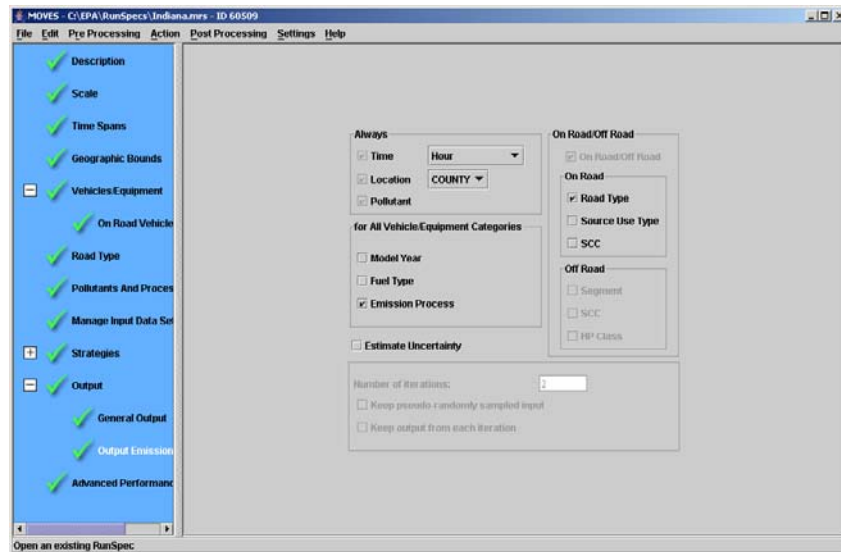 MOVES - C:\EPA\RunSpecs\Indiana.mrs - ID 60509
File Edit Pre Processing Action Post Processing Settings Help
Description
Scale
Time Spans
Geographic Bounds
Vehicles/Equipment
On Road Vehicle
Road Type
Pollutants And Proces
Manage Input Data Set
Strategies
Output
General Output
Output Emission
Advanced Performanc
Always
Time Hour
Location COUNTY
Pollutant
for All Vehicle/Equipment Categories
Model Year
Fuel Type
Emission Process
Estimate Uncertainty
Number of iterations: 2
Keep pseudo-randomly sampled input
Keep output from each iteration
On Road/Off Road
On Road/Off Road
On Road
Road Type
Source Use Type
SCC
Off Road
Segment
SCC
HP Class
Open an existing RunSpec